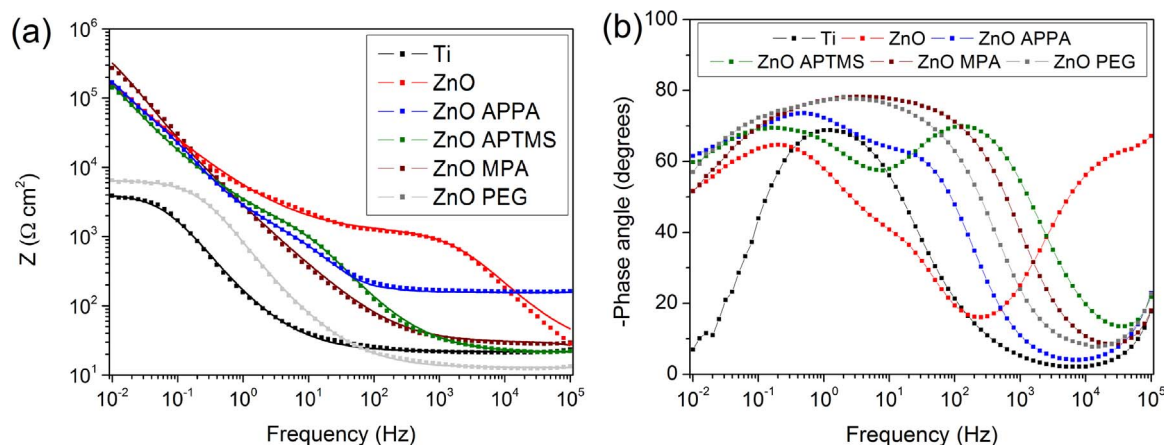 (a)
10^6
10^5
10^4
10^3
10^2
10^1
Z (Ω cm^2)
Ti
ZnO
ZnO APPA
ZnO APTMS
ZnO MPA
ZnO PEG
10^-2 10^-1 10^0 10^1 10^2 10^3 10^4 10^5
Frequency (Hz)
(b)
100
80
60
40
20
0
-Phase angle (degrees)
Ti ZnO ZnO APPA
ZnO APTMS ZnO MPA ZnO PEG
10^-2 10^-1 10^0 10^1 10^2 10^3 10^4 10^5
Frequency (Hz)